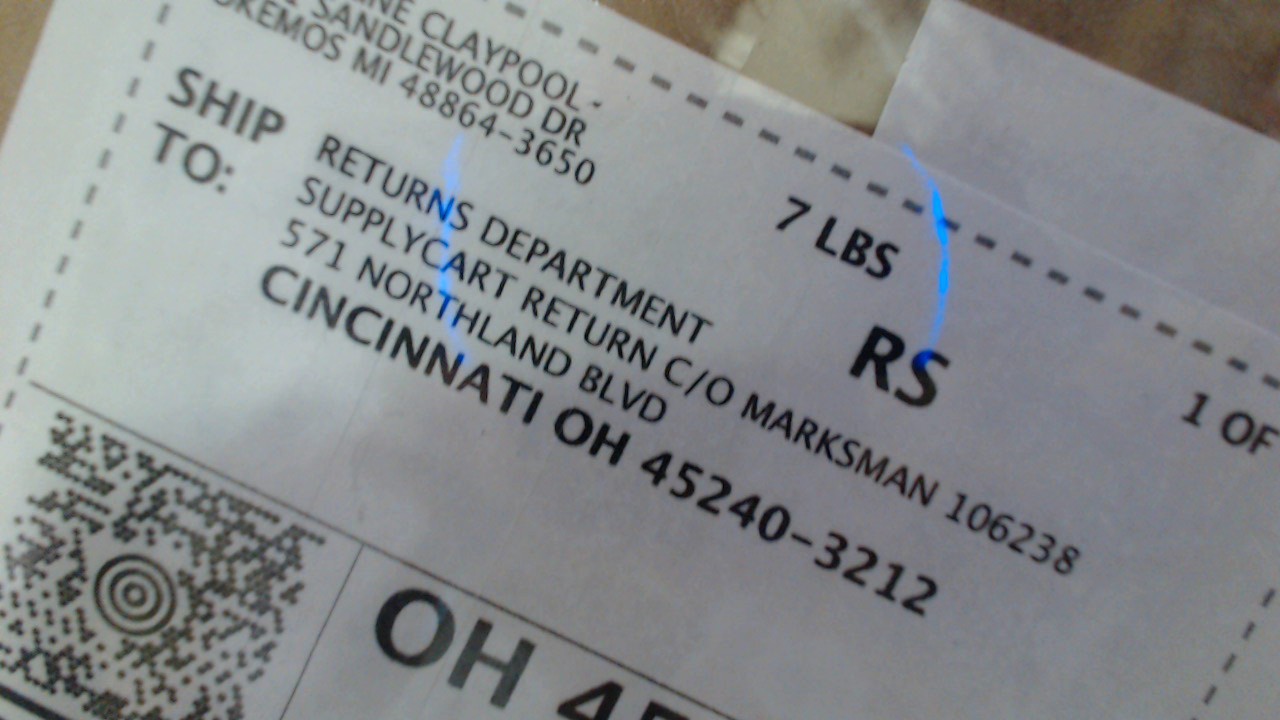 CLAYPOOL -
SANDLEWOOD DR
MI 48864-3650
SHIP
TO:
RETURNS DEPARTMENT
SUPPLYCART RETURN C/O MARKSMAN 106238
571 NORTHLAND BLVD
CINCINNATI OH 45240-3212
7 LBS
RS
1 OF
OH